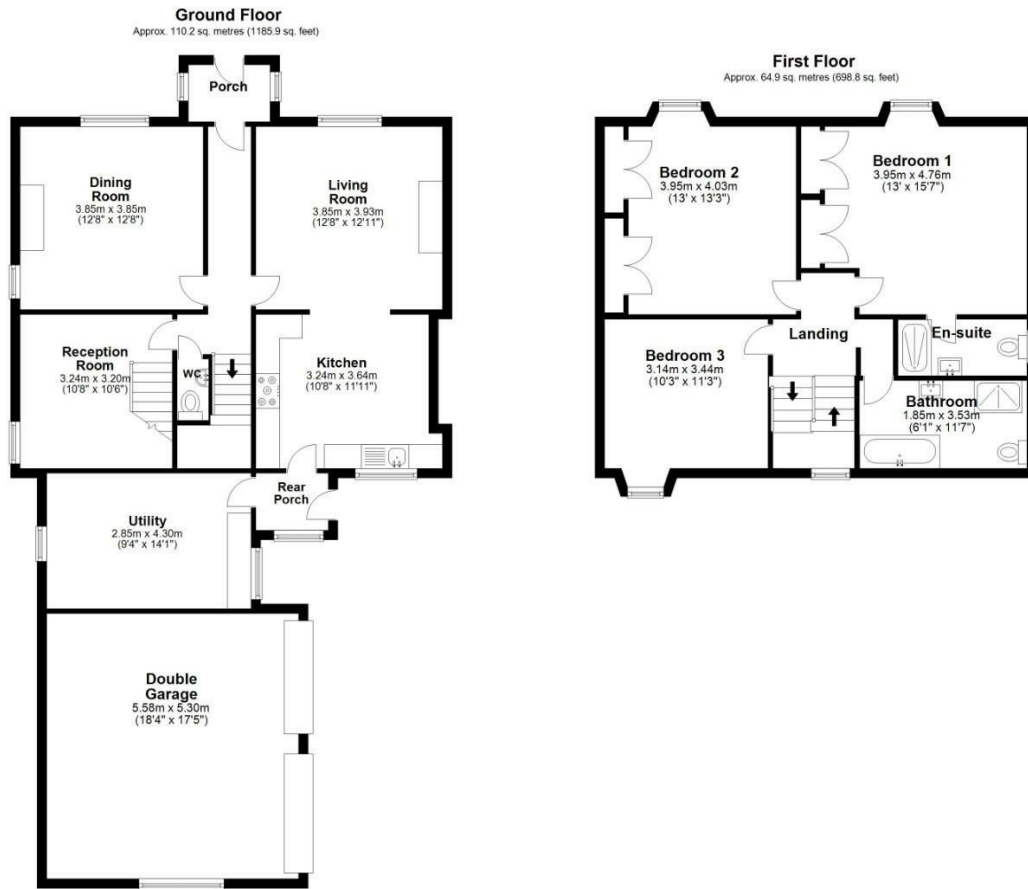 Ground Floor
Approx. 110.2 sq. metres (1185.9 sq. feet)
Porch
Dining
Room
3.85m x 3.85m
(12'8" x 12'8")
Living
Room
3.85m x 3.93m
(12'8" x 12'11")
Reception
Room
3.24m x 3.20m
(10'8" x 10'6")
WC
Kitchen
3.24m x 3.64m
(10'8" x 11'11")
Rear
Porch
Utility
2.85m x 4.30m
(9'4" x 14'1")
Double
Garage
5.58m x 5.30m
(18'4" x 17'5")
First Floor
Approx. 64.9 sq. metres (698.8 sq. feet)
Bedroom 2
3.95m x 4.03m
(13' x 13'3")
Bedroom 1
3.95m x 4.76m
(13' x 15'7")
Landing
En-suite
Bedroom 3
3.14m x 3.44m
(10'3" x 11'3")
Bathroom
1.85m x 3.53m
(6'1" x 11'7")